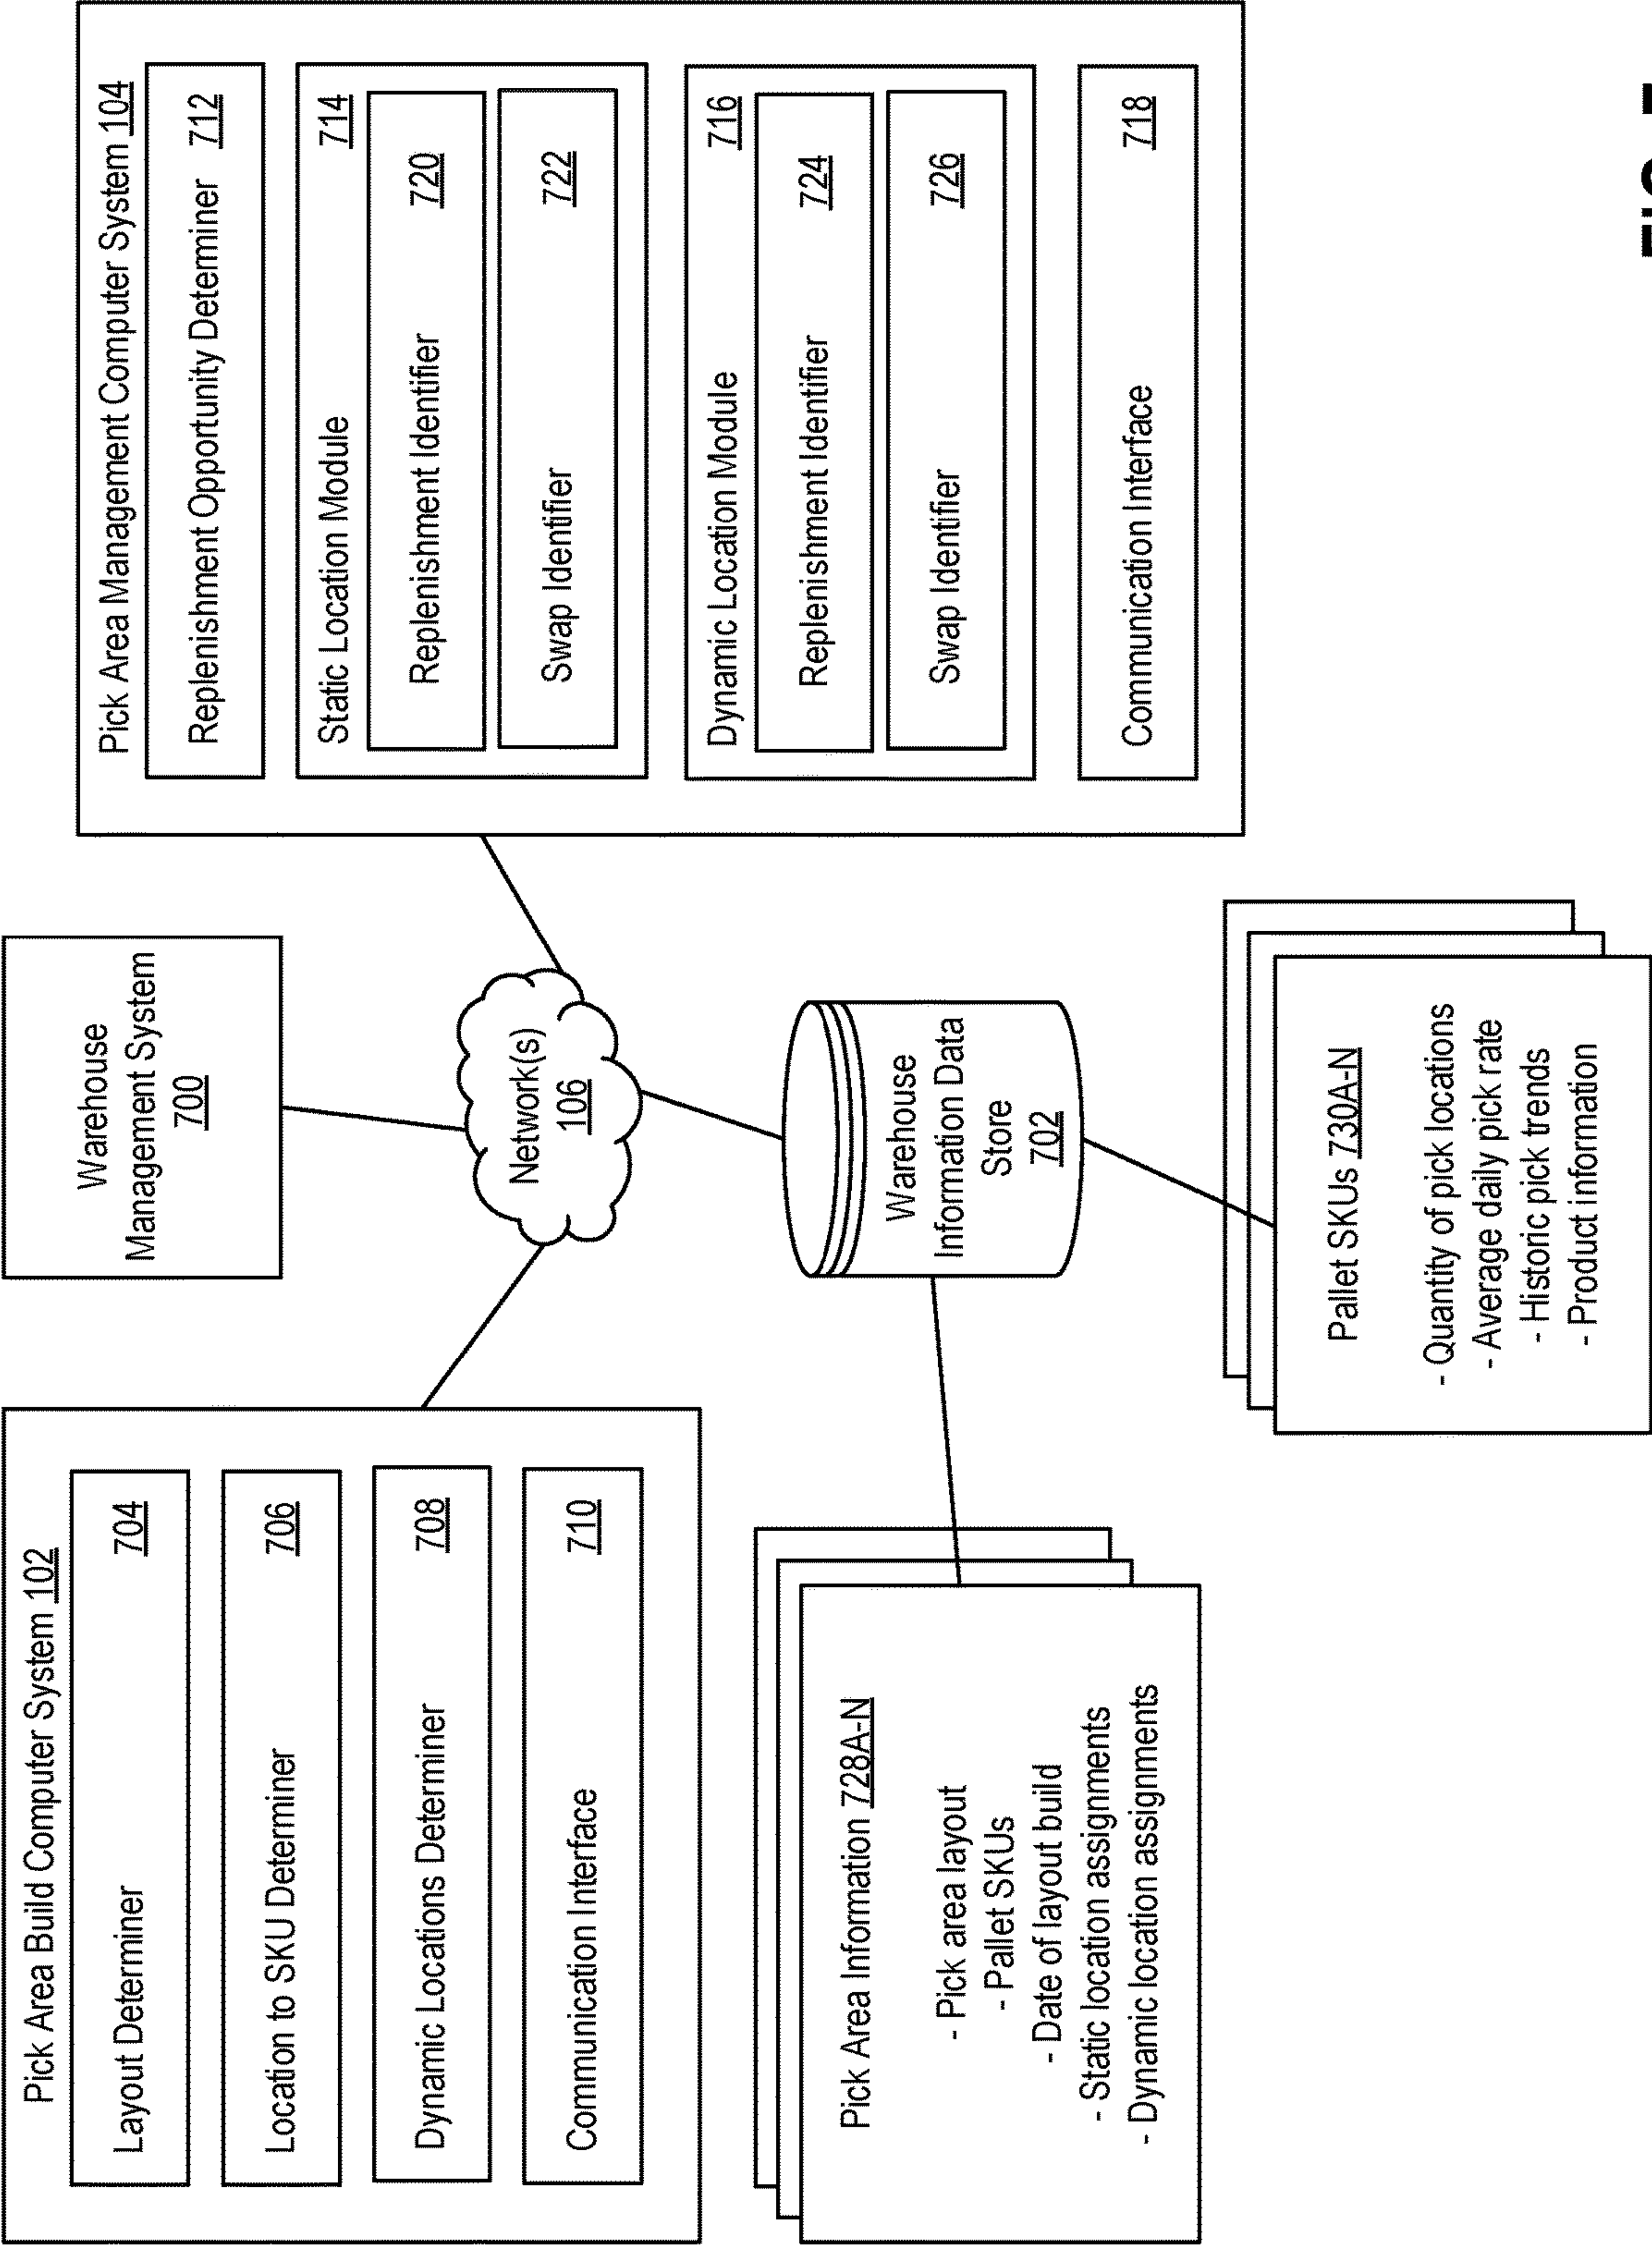 Pick Area Build Computer System 102
Layout Determiner 704
Location to SKU Determiner 706
Dynamic Locations Determiner 708
Communication Interface 710
Warehouse
Management System
700
Network(s)
106
Pick Area Management Computer System 104
Replenishment Opportunity Determiner 712
Static Location Module 714
Replenishment Identifier 720
Swap Identifier 722
Dynamic Location Module 716
Replenishment Identifier 724
Swap Identifier 726
Communication Interface 718
Warehouse
Information Data
Store
702
Pick Area Information 728A-N
- Pick area layout
- Pallet SKUs
- Date of layout build
- Static location assignments
- Dynamic location assignments
Pallet SKUs 730A-N
- Quantity of pick locations
- Average daily pick rate
- Historic pick trends
- Product information